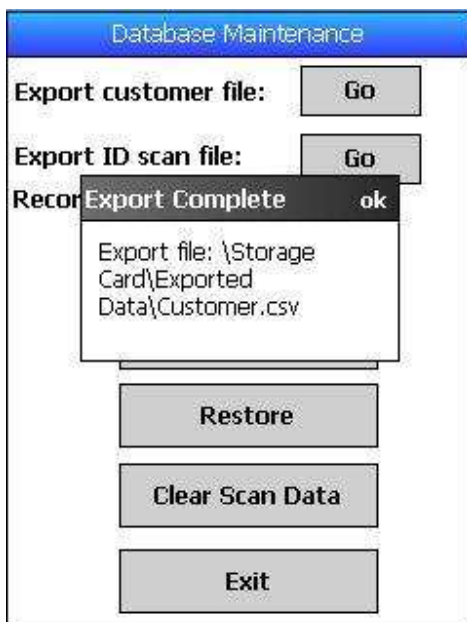 Database Maintenance
Export customer file: Go
Export ID scan file: Go
Recor
Export Complete ok
Export file: \Storage
Card\Exported
Data\Customer.csv
Restore
Clear Scan Data
Exit